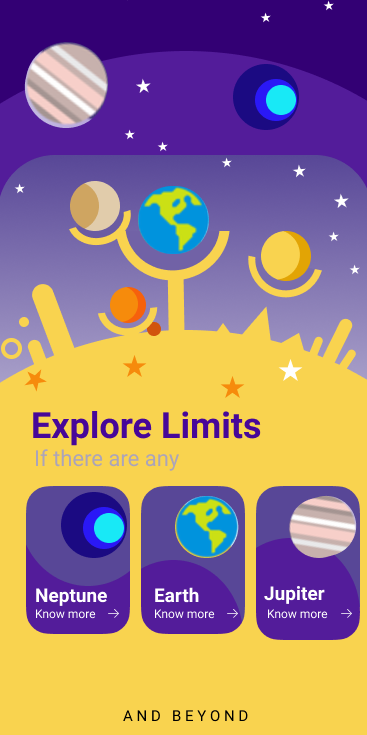 Explore Limits
If there are any
Neptune
Know more
Earth
Know more
Jupiter
Know more
AND BEYOND